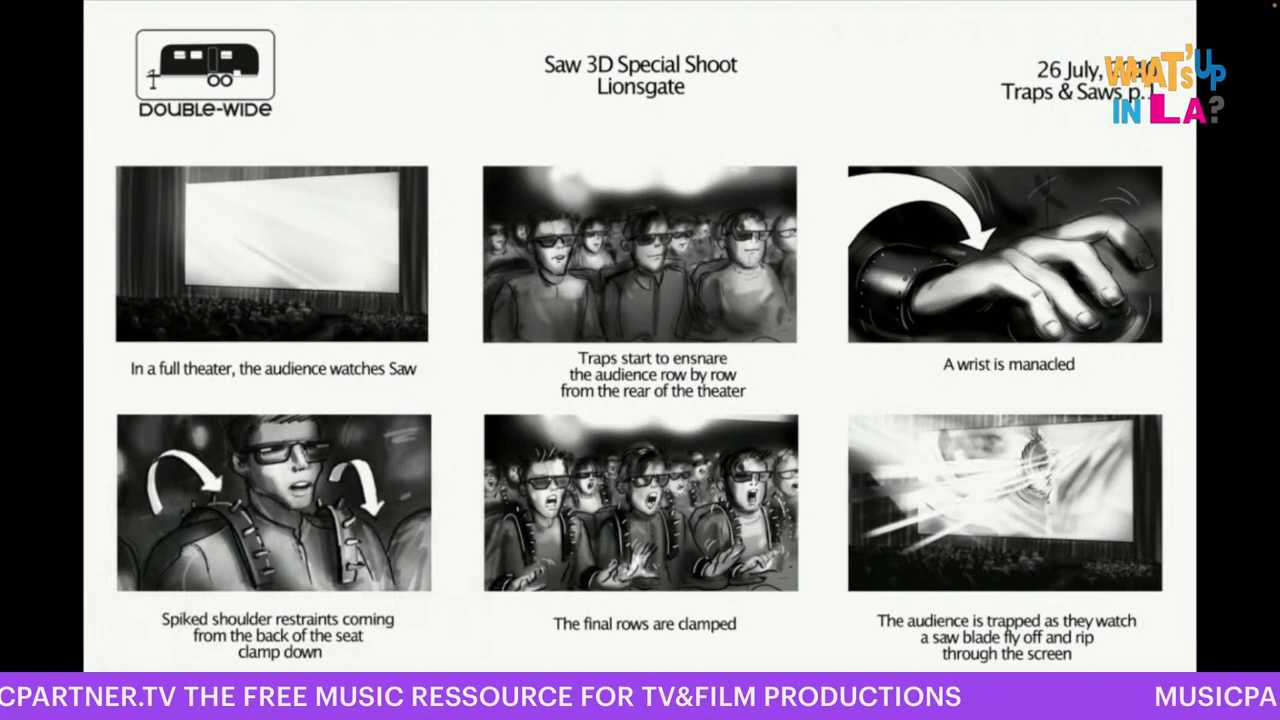 DOUBLE-WIDE
Saw 3D Special Shoot
Lionsgate
26 July,
Traps & Saws p.1
WHAT'S UP
IN LA?
In a full theater, the audience watches Saw
Traps start to ensnare
the audience row by row
from the rear of the theater
A wrist is manacled
Spiked shoulder restraints coming
from the back of the seat
clamp down
The final rows are clamped
The audience is trapped as they watch
a saw blade fly off and rip
through the screen
CPARTNER.TV THE FREE MUSIC RESSOURCE FOR TV&FILM PRODUCTIONS MUSICPA